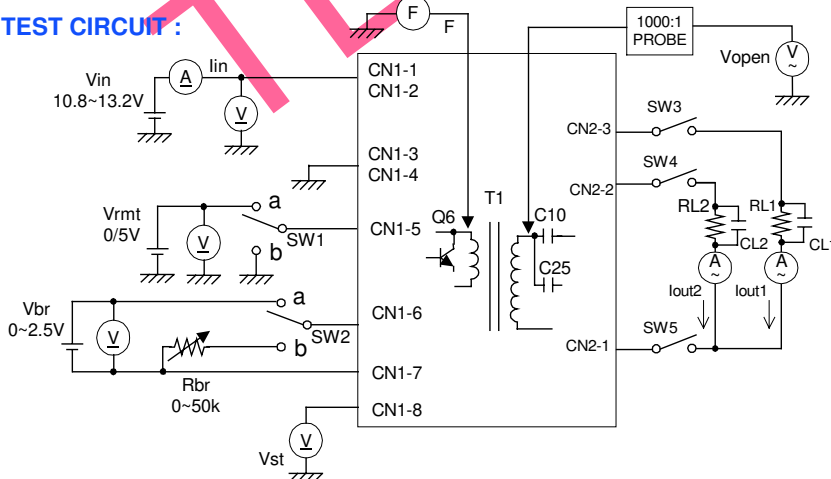 TEST CIRCUIT :
F
F
1000:1
PROBE
Vopen
V
~
Vin
10.8~13.2V
A
Iin
V
CN1-1
CN1-2
CN1-3
CN1-4
Vrmt
0/5V
V
a
b
SW1
CN1-5
Q6
T1
C10
C25
CN2-3
CN2-2
CN2-1
SW3
SW4
SW5
RL2
CL2
RL1
CL1
A
~
A
~
Iout2
Iout1
Vbr
0~2.5V
V
a
b
SW2
Rbr
0~50k
CN1-6
CN1-7
CN1-8
Vst
V